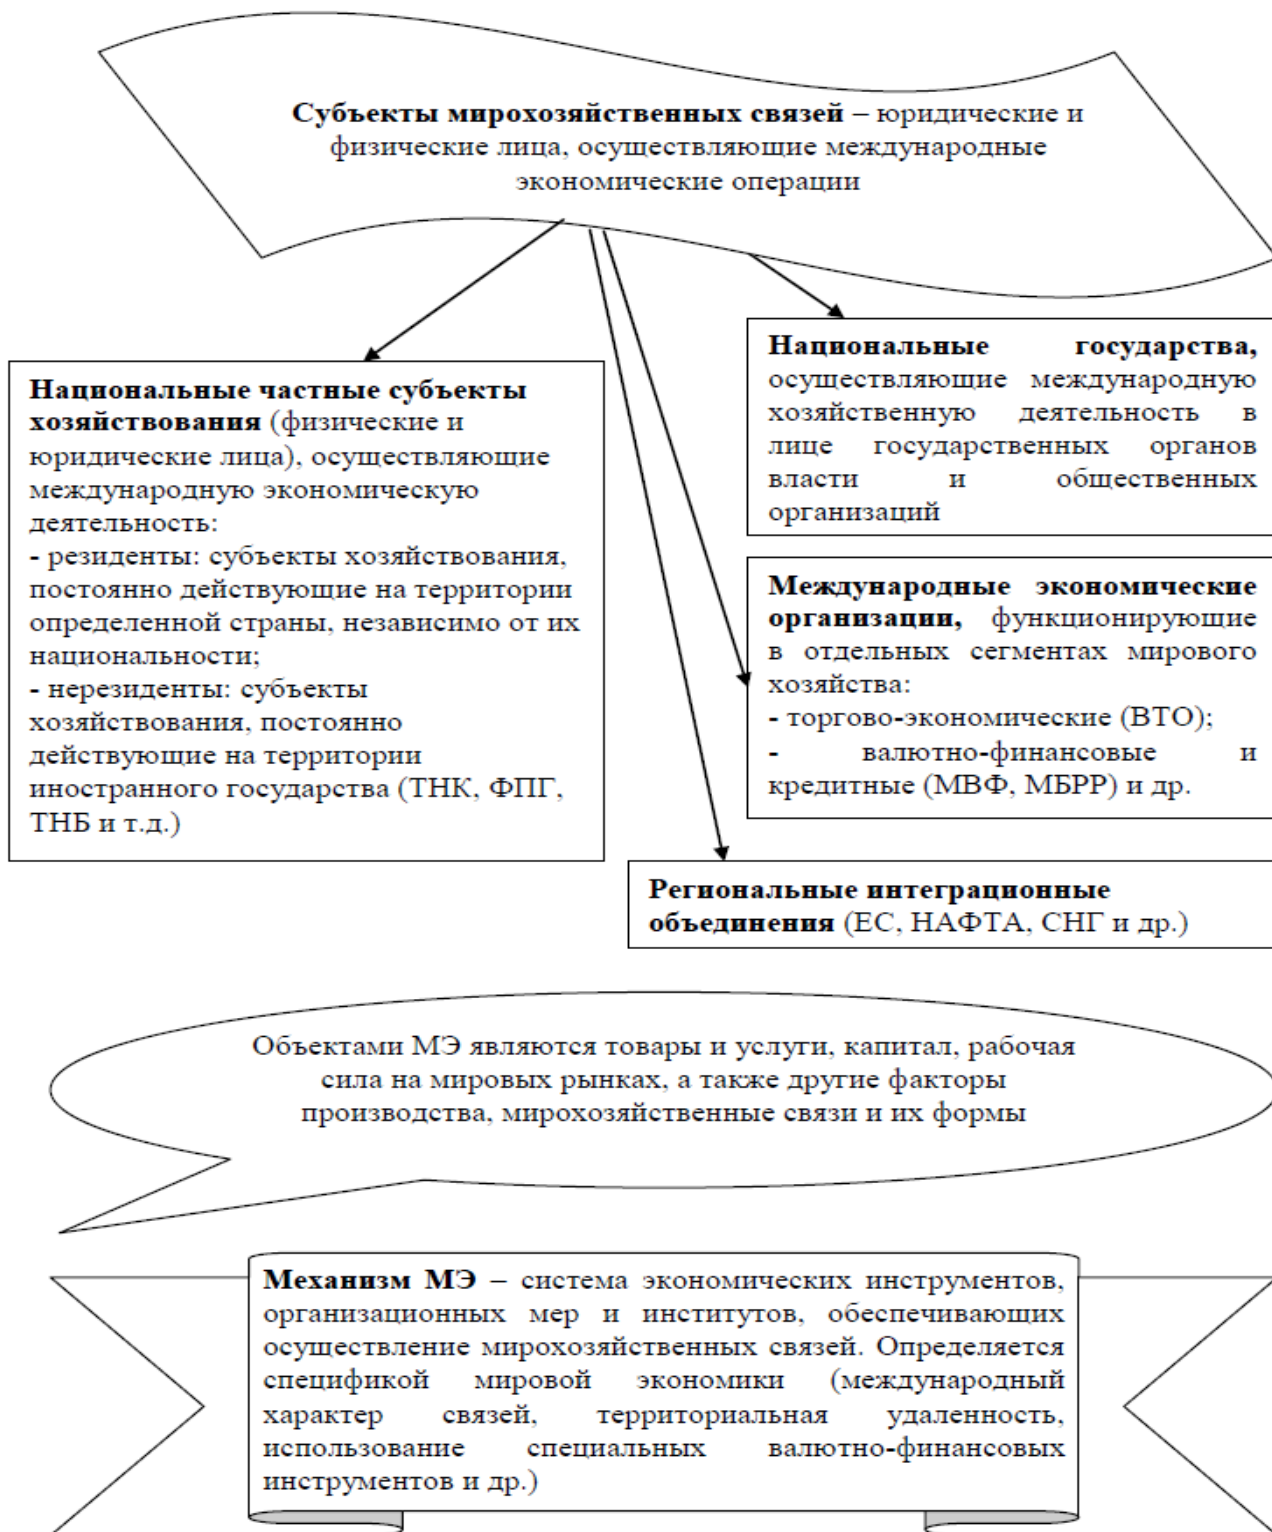 Субъекты мирохозяйственных связей – юридические и
физические лица, осуществляющие международные
экономические операции
Национальные частные субъекты
хозяйствования (физические и
юридические лица), осуществляющие
международную экономическую
деятельность:
- резиденты: субъекты хозяйствования,
постоянно действующие на территории
определенной страны, независимо от их
национальности;
- нерезиденты: субъекты
хозяйствования, постоянно
действующие на территории
иностранного государства (ТНК, ФПГ,
ТНБ и т.д.)
Национальные государства,
осуществляющие международную
хозяйственную деятельность в
лице государственных органов
власти и общественных
организаций
Международные экономические
организации, функционирующие
в отдельных сегментах мирового
хозяйства:
- торгово-экономические (ВТО);
- валютно-финансовые и
кредитные (МВФ, МБРР) и др.
Региональные интеграционные
объединения (ЕС, НАФТА, СНГ и др.)
Объектами МЭ являются товары и услуги, капитал, рабочая
сила на мировых рынках, а также другие факторы
производства, мирохозяйственные связи и их формы
Механизм МЭ – система экономических инструментов,
организационных мер и институтов, обеспечивающих
осуществление мирохозяйственных связей. Определяется
спецификой мировой экономики (международный
характер связей, территориальная удаленность,
использование специальных валютно-финансовых
инструментов и др.)